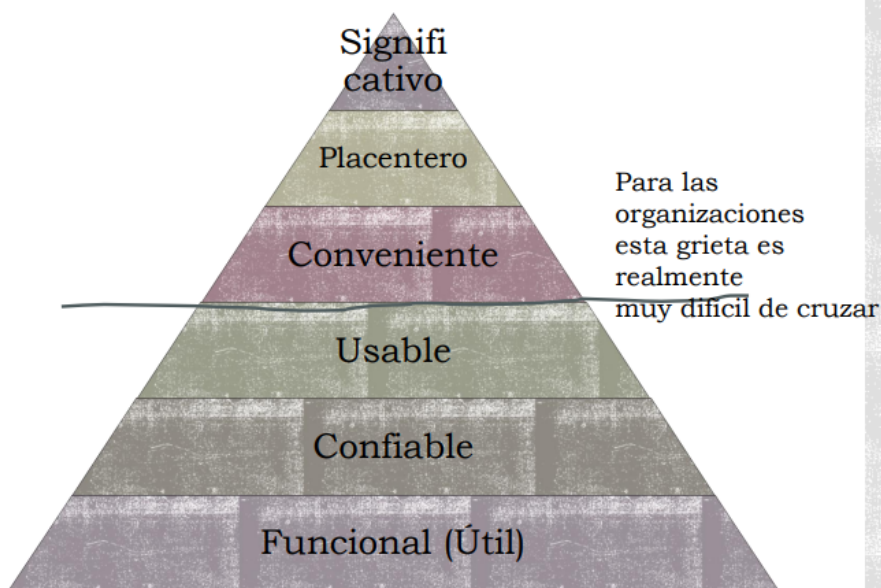 Signifi
cativo
Placentero
Conveniente
Para las
organizaciones
esta grieta es
realmente
muy difícil de cruzar
Usable
Confiable
Funcional (Útil)